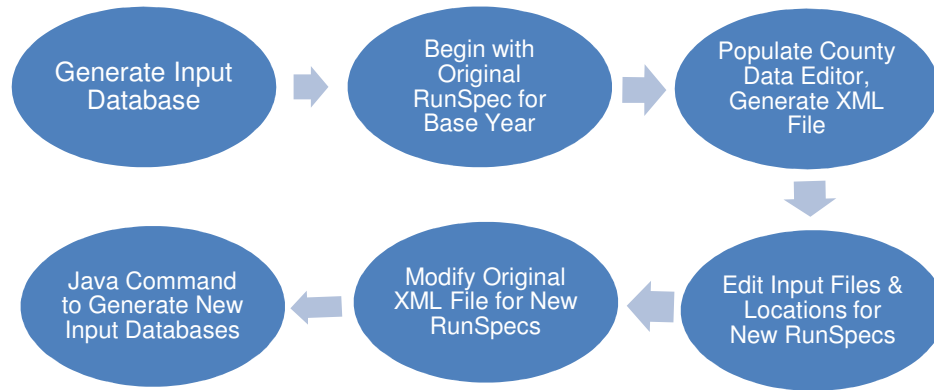 Generate Input
Database
Begin with
Original
RunSpec for
Base Year
Populate County
Data Editor,
Generate XML
File
Edit Input Files &
Locations for
New RunSpecs
Modify Original
XML File for New
RunSpecs
Java Command
to Generate New
Input Databases